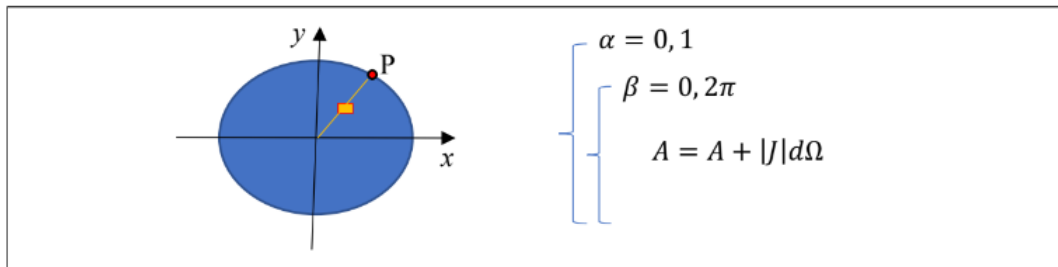 y
P
x
α = 0, 1
β = 0, 2π
A = A + |J|dΩ